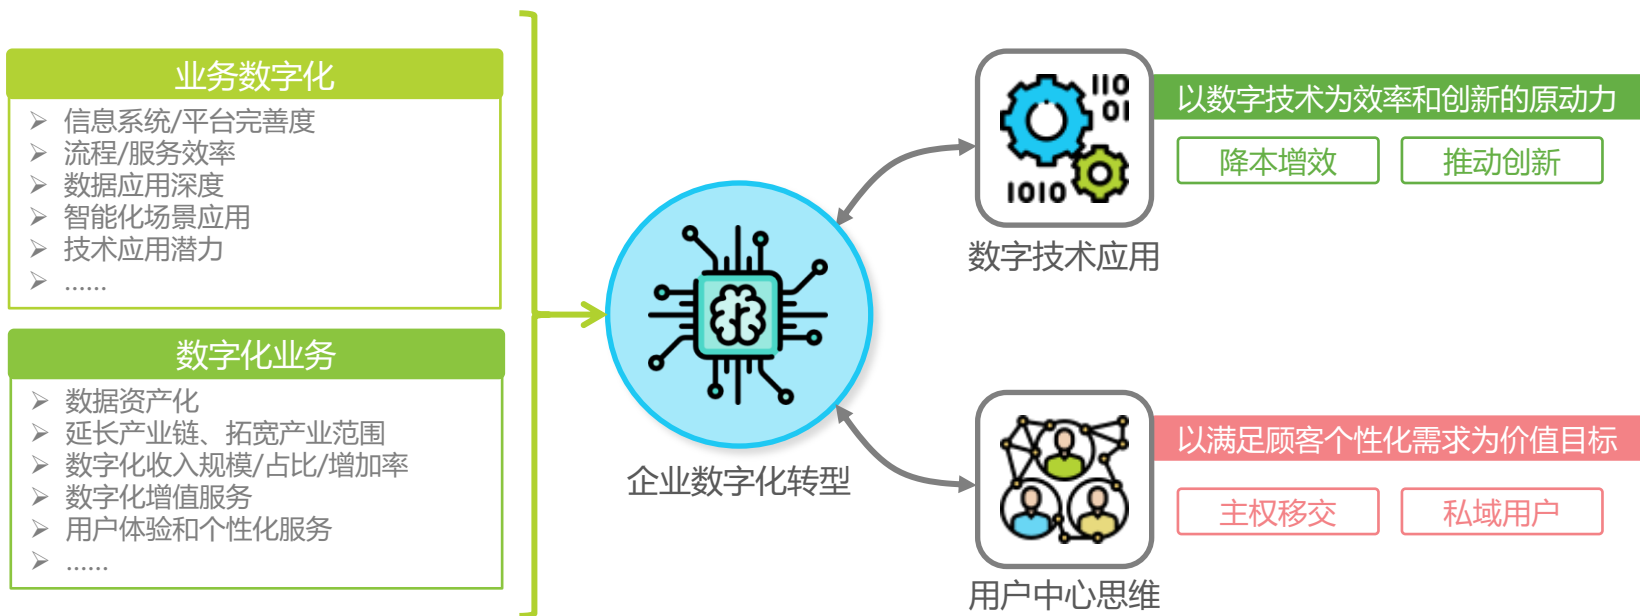 业务数字化
信息系统/平台完善度
流程/服务效率
数据应用深度
智能化场景应用
技术应用潜力
......
数字化业务
数据资产化
延长产业链、拓宽产业范围
数字化收入规模/占比/增加率
数字化增值服务
用户体验和个性化服务
......
企业数字化转型
110
01
1010
数字技术应用
以数字技术为效率和创新的原动力
降本增效
推动创新
用户中心思维
以满足顾客个性化需求为价值目标
主权移交
私域用户